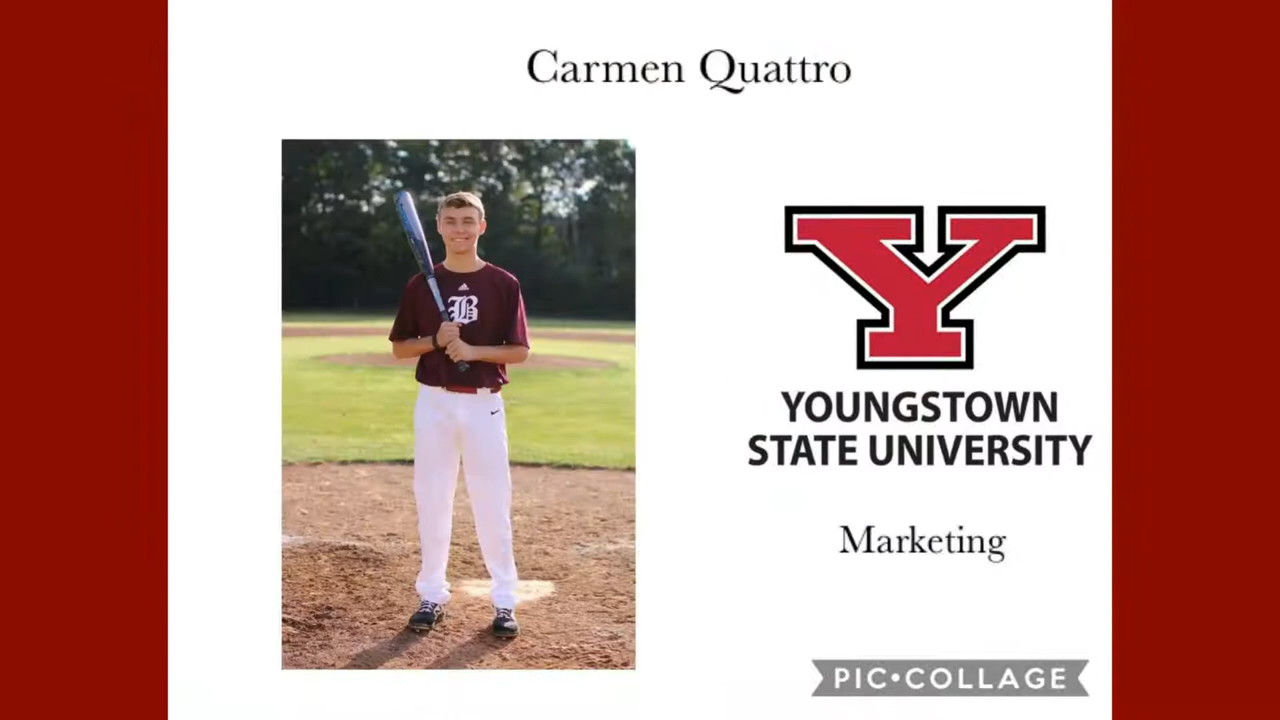 Carmen Quattro
B
Y
YOUNGSTOWN
STATE UNIVERSITY
Marketing
PIC•COLLAGE